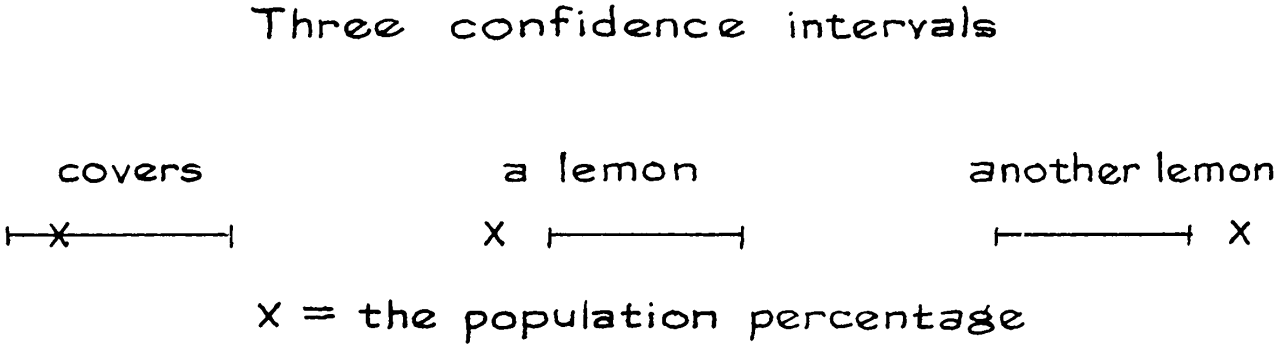 Three confidence intervals
covers a lemon another lemon
x x x
x = the population percentage